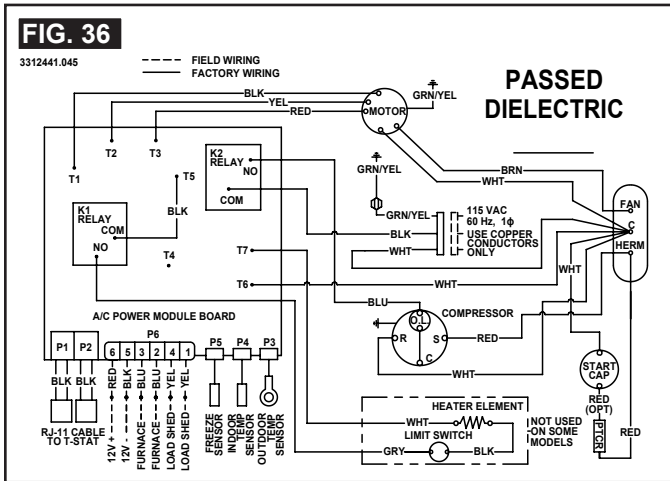 FIG. 36
3312441.045
FIELD WIRING
FACTORY WIRING
PASSED
DIELECTRIC
BLK
YEL
RED
MOTOR
GRN/YEL
T1
T2
T3
T5
K2
RELAY
NO
COM
GRN/YEL
BRN
WHT
K1
RELAY
COM
NO
BLK
T4
T7
T6
GRN/YEL
BLK
WHT
115 VAC
60 Hz, 1ϕ
USE COPPER
CONDUCTORS
ONLY
FAN
C
HERM
WHT
WHT
BLU
COMPRESSOR
O.L.
R
S
C
RED
WHT
A/C POWER MODULE BOARD
P1
P2
P6
6
5
3
2
4
1
P5
P4
P3
BLK
BLK
RED
BLK
BLU
BLU
YEL
YEL
RJ-11 CABLE
TO T-STAT
12V +
12V -
FURNACE
FURNACE
LOAD SHED
LOAD SHED
FREEZE
SENSOR
INDOOR
TEMP
SENSOR
OUTDOOR
TEMP
SENSOR
START
CAP
RED
(OPT)
PTCR
RED
HEATER ELEMENT
WHT
LIMIT SWITCH
GRY
BLK
NOT USED
ON SOME
MODELS